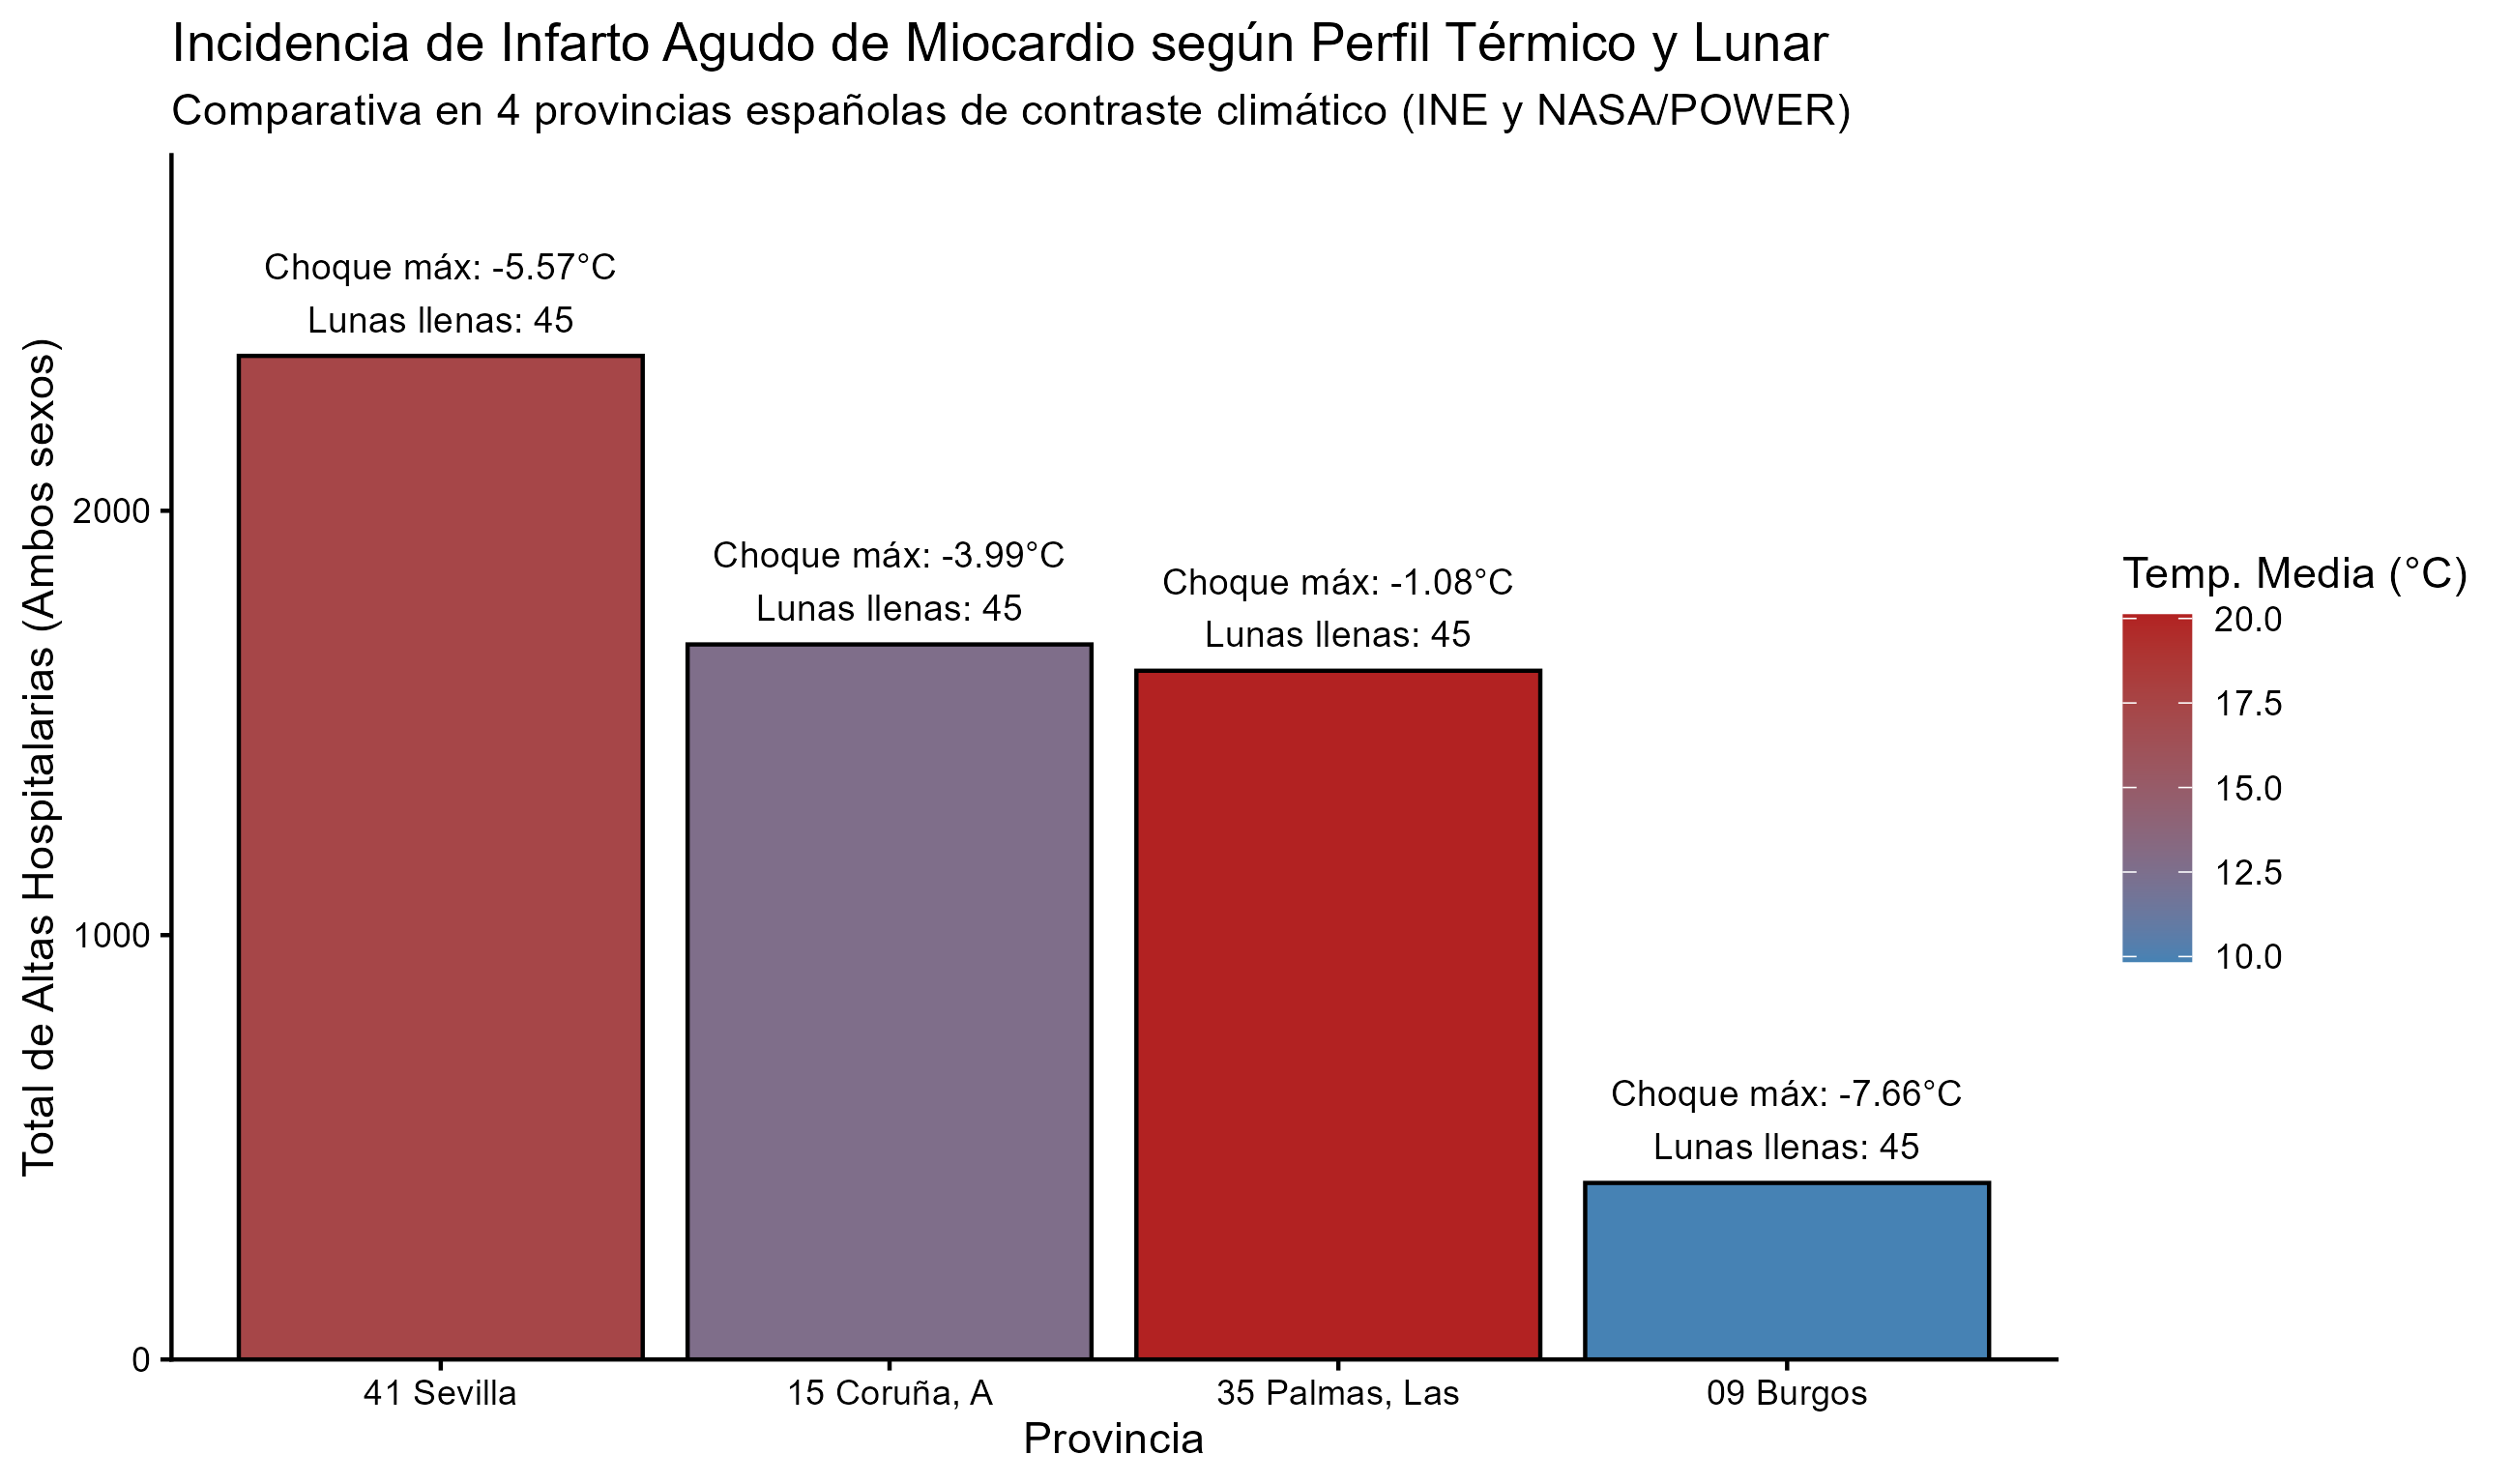 Incidencia de Infarto Agudo de Miocardio según Perfil Térmico y Lunar
Comparativa en 4 provincias españolas de contraste climático (INE y NASA/POWER)
Total de Altas Hospitalarias (Ambos sexos)
2000
1000
0
Choque máx: -5.57°C
Lunas llenas: 45
Choque máx: -3.99°C
Lunas llenas: 45
Choque máx: -1.08°C
Lunas llenas: 45
Choque máx: -7.66°C
Lunas llenas: 45
41 Sevilla
15 Coruña, A
35 Palmas, Las
09 Burgos
Provincia
Temp. Media (°C)
20.0
17.5
15.0
12.5
10.0